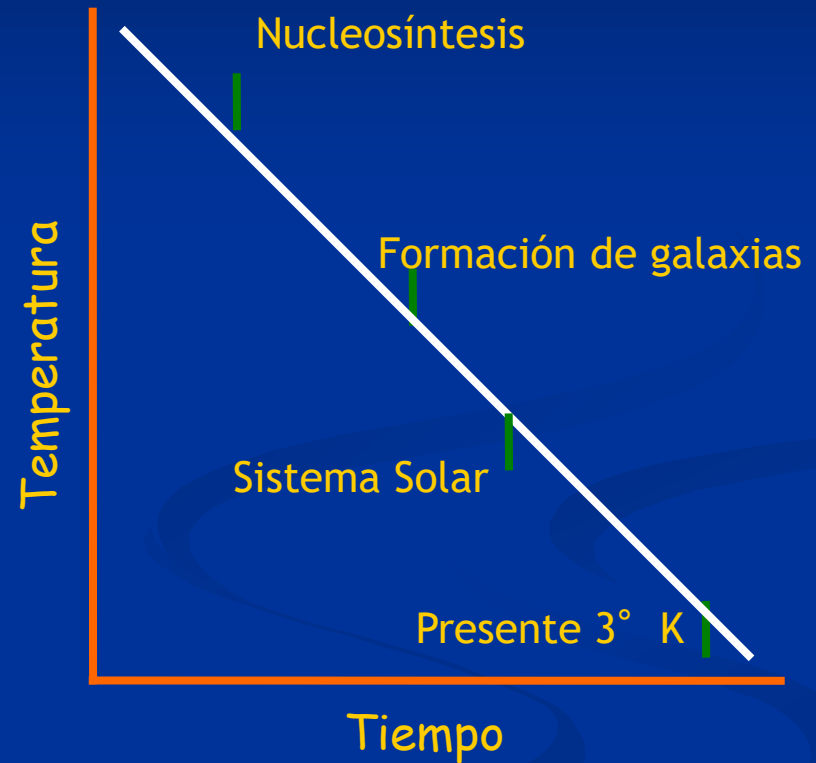 Nucleosíntesis
Formación de galaxias
Temperatura
Sistema Solar
Presente 3° K
Tiempo